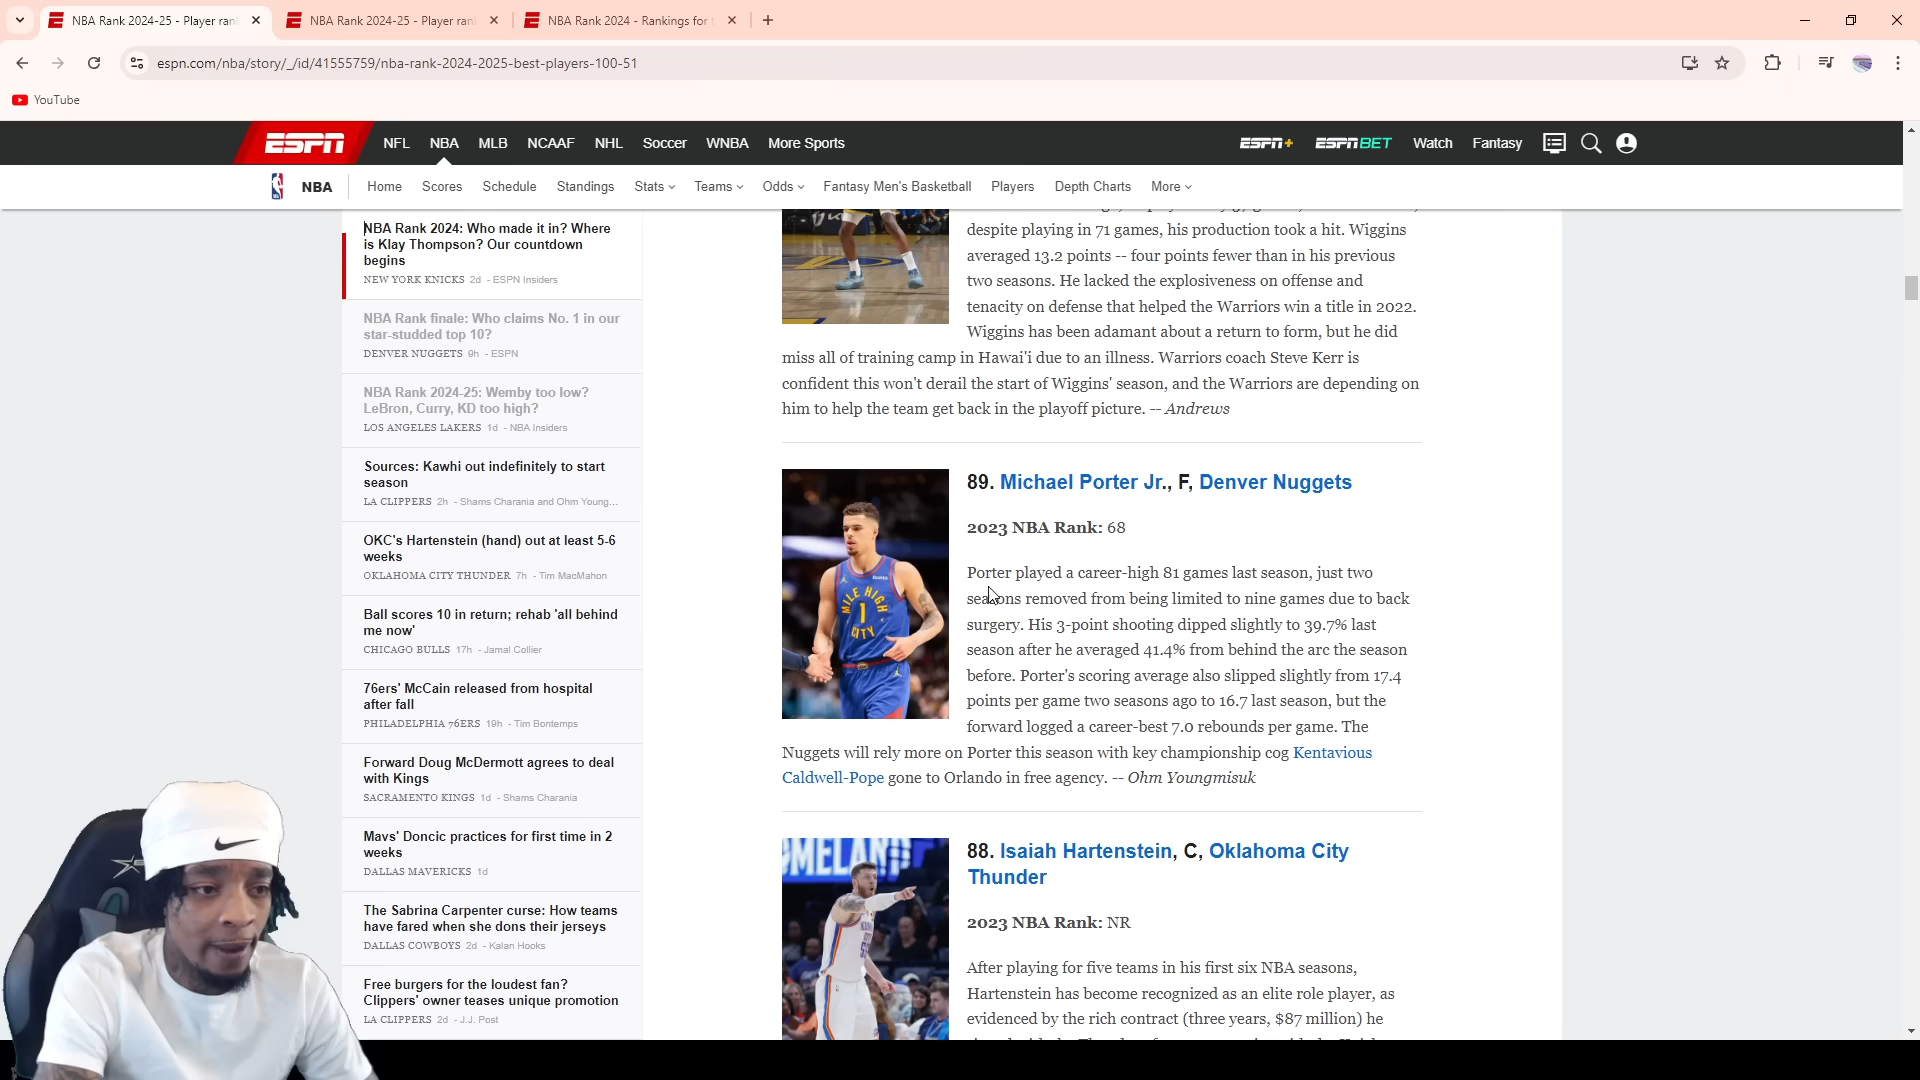 NBA Rank 2024-25 - Player ran
NBA Rank 2024-25 - Player ran
NBA Rank 2024 - Rankings for t
espn.com/nba/story/_/id/41555759/nba-rank-2024-2025-best-players-100-51
YouTube
ESPN
NFL
NBA
MLB
NCAAF
NHL
Soccer
WNBA
More Sports
ESPN+
ESPN BET
Watch
Fantasy
NBA
Home
Scores
Schedule
Standings
Stats
Teams
Odds
Fantasy Men's Basketball
Players
Depth Charts
More
NBA Rank 2024: Who made it in? Where
is Klay Thompson? Our countdown
begins
NEW YORK KNICKS 2d - ESPN Insiders
NBA Rank finale: Who claims No. 1 in our
star-studded top 10?
DENVER NUGGETS 9h - ESPN
NBA Rank 2024-25: Wemby too low?
LeBron, Curry, KD too high?
LOS ANGELES LAKERS 1d - NBA Insiders
Sources: Kawhi out indefinitely to start
season
LA CLIPPERS 2h - Shams Charania and Ohm Young...
OKC's Hartenstein (hand) out at least 5-6
weeks
OKLAHOMA CITY THUNDER 7h - Tim MacMahon
Ball scores 10 in return; rehab 'all behind
me now'
CHICAGO BULLS 17h - Jamal Collier
76ers' McCain released from hospital
after fall
PHILADELPHIA 76ERS 19h - Tim Bontemps
Forward Doug McDermott agrees to deal
with Kings
SACRAMENTO KINGS 1d - Shams Charania
Mavs' Doncic practices for first time in 2
weeks
DALLAS MAVERICKS 1d
The Sabrina Carpenter curse: How teams
have fared when she dons their jerseys
DALLAS COWBOYS 2d - Kalan Hooks
Free burgers for the loudest fan?
Clippers' owner teases unique promotion
LA CLIPPERS 2d - J.J. Post
despite playing in 71 games, his production took a hit. Wiggins
averaged 13.2 points -- four points fewer than in his previous
two seasons. He lacked the explosiveness on offense and
tenacity on defense that helped the Warriors win a title in 2022.
Wiggins has been adamant about a return to form, but he did
miss all of training camp in Hawai'i due to an illness. Warriors coach Steve Kerr is
confident this won't derail the start of Wiggins' season, and the Warriors are depending on
him to help the team get back in the playoff picture. -- Andrews
89. Michael Porter Jr., F, Denver Nuggets
2023 NBA Rank: 68
Porter played a career-high 81 games last season, just two
seasons removed from being limited to nine games due to back
surgery. His 3-point shooting dipped slightly to 39.7% last
season after he averaged 41.4% from behind the arc the season
before. Porter's scoring average also slipped slightly from 17.4
points per game two seasons ago to 16.7 last season, but the
forward logged a career-best 7.0 rebounds per game. The
Nuggets will rely more on Porter this season with key championship cog Kentavious
Caldwell-Pope gone to Orlando in free agency. -- Ohm Youngmisuk
MILE HIGH
1
CITY
88. Isaiah Hartenstein, C, Oklahoma City
Thunder
2023 NBA Rank: NR
After playing for five teams in his first six NBA seasons,
Hartenstein has become recognized as an elite role player, as
evidenced by the rich contract (three years, $87 million) he